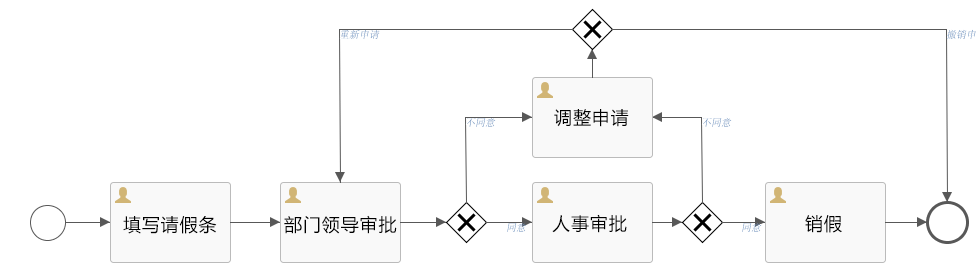 重新申请
撤销申
调整申请
不同意
不同意
填写请假条
部门领导审批
同意
人事审批
同意
销假